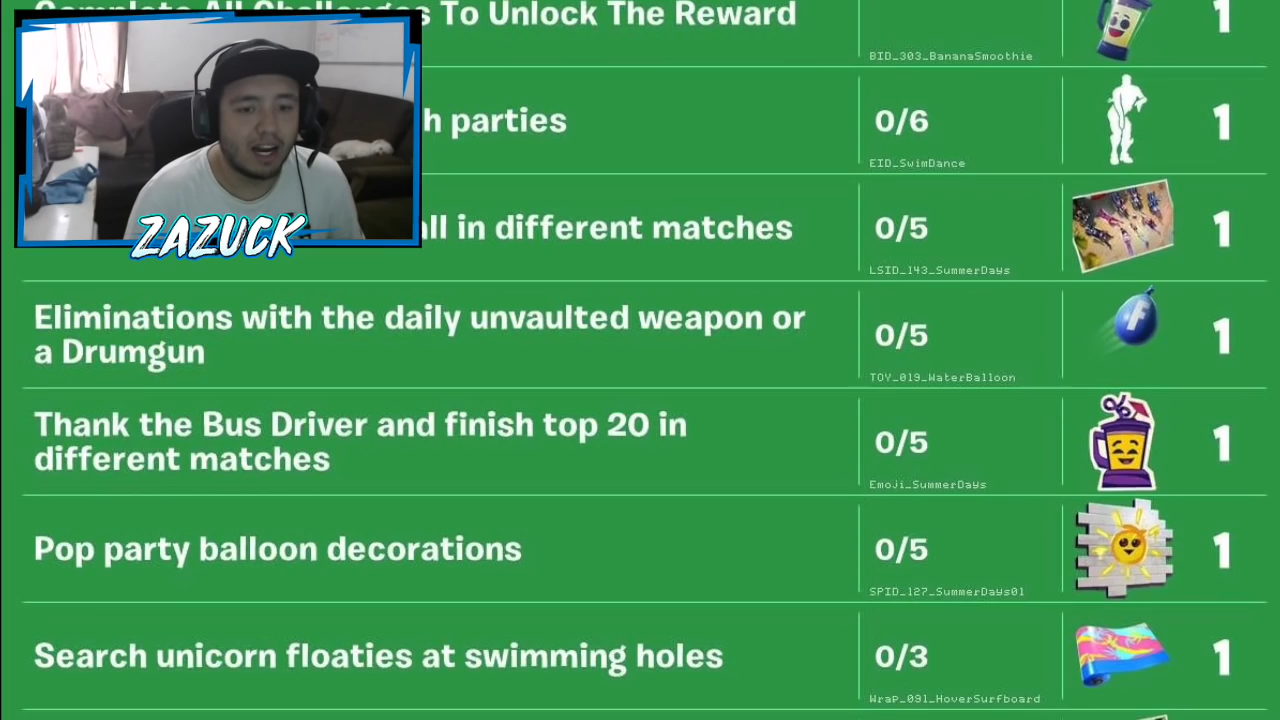 s To Unlock The Reward
1
BID_303_BananaSmoothie
h parties
0/6
1
EID_SwimDance
all in different matches
0/5
1
LSID_143_SummerDays
ZAZUCK
Eliminations with the daily unvaulted weapon or
a Drumgun
0/5
F
1
TOY_019_WaterBalloon
Thank the Bus Driver and finish top 20 in
different matches
0/5
1
Emoji_SummerDays
Pop party balloon decorations
0/5
1
SPID_127_SummerDays01
Search unicorn floaties at swimming holes
0/3
1
Wrap_091_HoverSurfboard